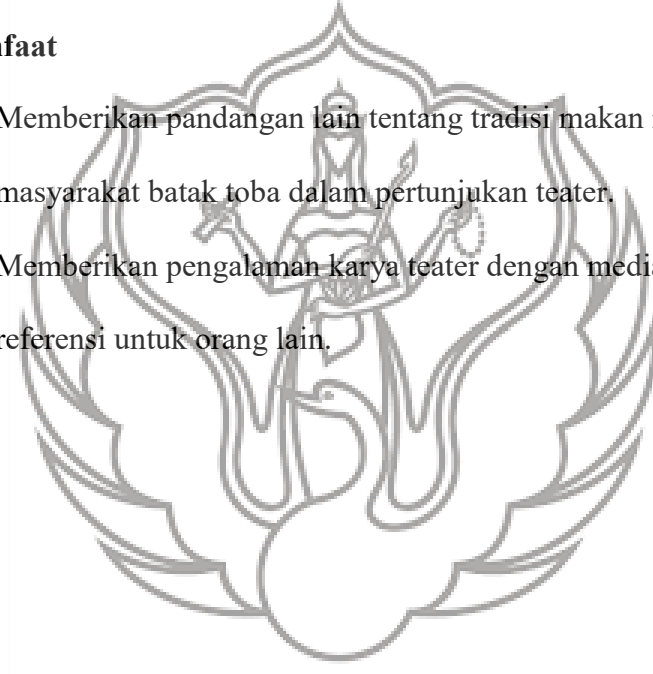 nfaat
Memberikan pandangan lain tentang tradisi makan
masyarakat batak toba dalam pertunjukan teater.
Memberikan pengalaman karya teater dengan media
referensi untuk orang lain.